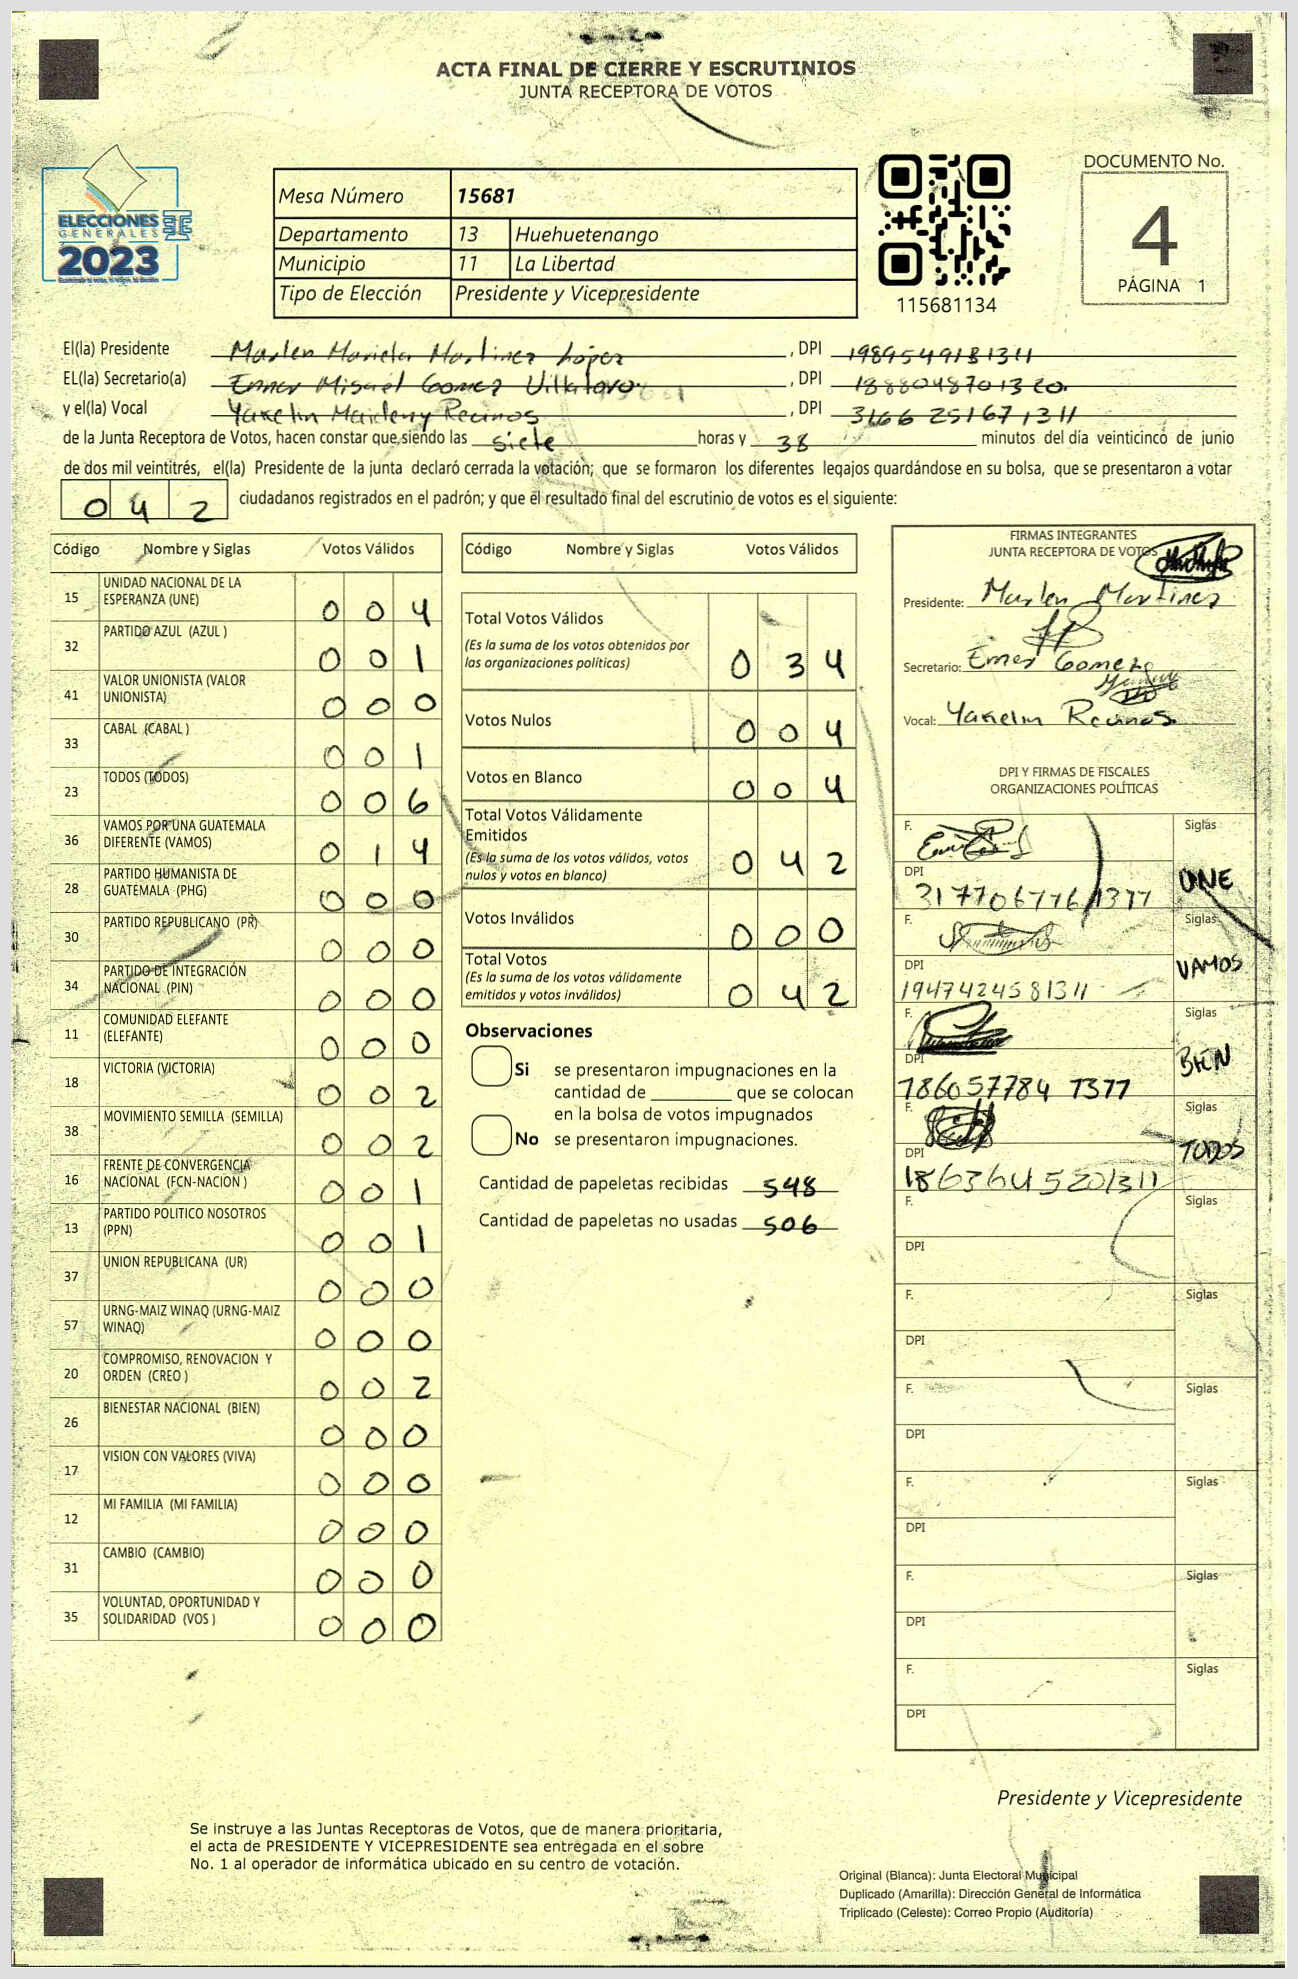 ACTA FINAL DE CIERRE Y ESCRUTINIOS
JUNTA RECEPTORA DE VOTOS
ELECCIONES
GENERALES
2023
Mesa Número 15681
Departamento 13 Huehuetenango
Municipio 11 La Libertad
Tipo de Elección Presidente y Vicepresidente
115681134
DOCUMENTO No.
4
PÁGINA 1
El(la) Presidente Marlen Mariela Martinez López , DPI 1989549181311
EL(la) Secretario(a) Emer Misael Gomez Villatoro , DPI 1888048701320
y el(la) Vocal Yakelin Maideny Recinos , DPI 3166251671311
de la Junta Receptora de Votos, hacen constar que siendo las siete horas y 38 minutos del día veinticinco de junio
de dos mil veintitrés, el(la) Presidente de la junta declaró cerrada la votación; que se formaron los diferentes legajos guardándose en su bolsa, que se presentaron a votar
042 ciudadanos registrados en el padrón; y que el resultado final del escrutinio de votos es el siguiente:
Código Nombre y Siglas Votos Válidos
15 UNIDAD NACIONAL DE LA ESPERANZA (UNE) 0 0 4
32 PARTIDO AZUL (AZUL ) 0 0 1
41 VALOR UNIONISTA (VALOR UNIONISTA) 0 0 0
33 CABAL (CABAL ) 0 0 1
23 TODOS (TODOS) 0 0 6
36 VAMOS POR UNA GUATEMALA DIFERENTE (VAMOS) 0 1 4
28 PARTIDO HUMANISTA DE GUATEMALA (PHG) 0 0 0
30 PARTIDO REPUBLICANO (PR) 0 0 0
34 PARTIDO DE INTEGRACIÓN NACIONAL (PIN) 0 0 0
11 COMUNIDAD ELEFANTE (ELEFANTE) 0 0 0
18 VICTORIA (VICTORIA) 0 0 2
38 MOVIMIENTO SEMILLA (SEMILLA) 0 0 2
16 FRENTE DE CONVERGENCIA NACIONAL (FCN-NACION ) 0 0 1
13 PARTIDO POLITICO NOSOTROS (PPN) 0 0 1
37 UNION REPUBLICANA (UR) 0 0 0
57 URNG-MAIZ WINAQ (URNG-MAIZ WINAQ) 0 0 0
20 COMPROMISO, RENOVACION Y ORDEN (CREO ) 0 0 2
26 BIENESTAR NACIONAL (BIEN) 0 0 0
17 VISION CON VALORES (VIVA) 0 0 0
12 MI FAMILIA (MI FAMILIA) 0 0 0
31 CAMBIO (CAMBIO) 0 0 0
35 VOLUNTAD, OPORTUNIDAD Y SOLIDARIDAD (VOS ) 0 0 0
Código Nombre y Siglas Votos Válidos
Total Votos Válidos 0 3 4
(Es la suma de los votos obtenidos por
las organizaciones políticas)
Votos Nulos 0 0 4
Votos en Blanco 0 0 4
Total Votos Válidamente
Emitidos 0 4 2
(Es la suma de los votos válidos, votos
nulos y votos en blanco)
Votos Inválidos 0 0 0
Total Votos 0 4 2
(Es la suma de los votos válidamente
emitidos y votos inválidos)
Observaciones
Si se presentaron impugnaciones en la
cantidad de ________ que se colocan
en la bolsa de votos impugnados
No se presentaron impugnaciones.
Cantidad de papeletas recibidas 548
Cantidad de papeletas no usadas 506
FIRMAS INTEGRANTES
JUNTA RECEPTORA DE VOTOS
Presidente: Marlen Martinez
Secretario: Emer Gomez
Vocal: Yakelin Recinos
DPI Y FIRMAS DE FISCALES
ORGANIZACIONES POLÍTICAS
F. Siglas
DPI 3177067761377 UNE
F. Siglas
DPI 1947424581311 VAMOS
F. Siglas
DPI 186057784 1311 BIEN
F. Siglas
DPI TODOS
F. Siglas
DPI
F. Siglas
DPI
F. Siglas
DPI
F. Siglas
DPI
F. Siglas
DPI
F. Siglas
DPI
Presidente y Vicepresidente
Se instruye a las Juntas Receptoras de Votos, que de manera prioritaria,
el acta de PRESIDENTE Y VICEPRESIDENTE sea entregada en el sobre
No. 1 al operador de informática ubicado en su centro de votación.
Original (Blanca): Junta Electoral Municipal
Duplicado (Amarilla): Dirección General de Informática
Triplicado (Celeste): Correo Propio (Auditoría)